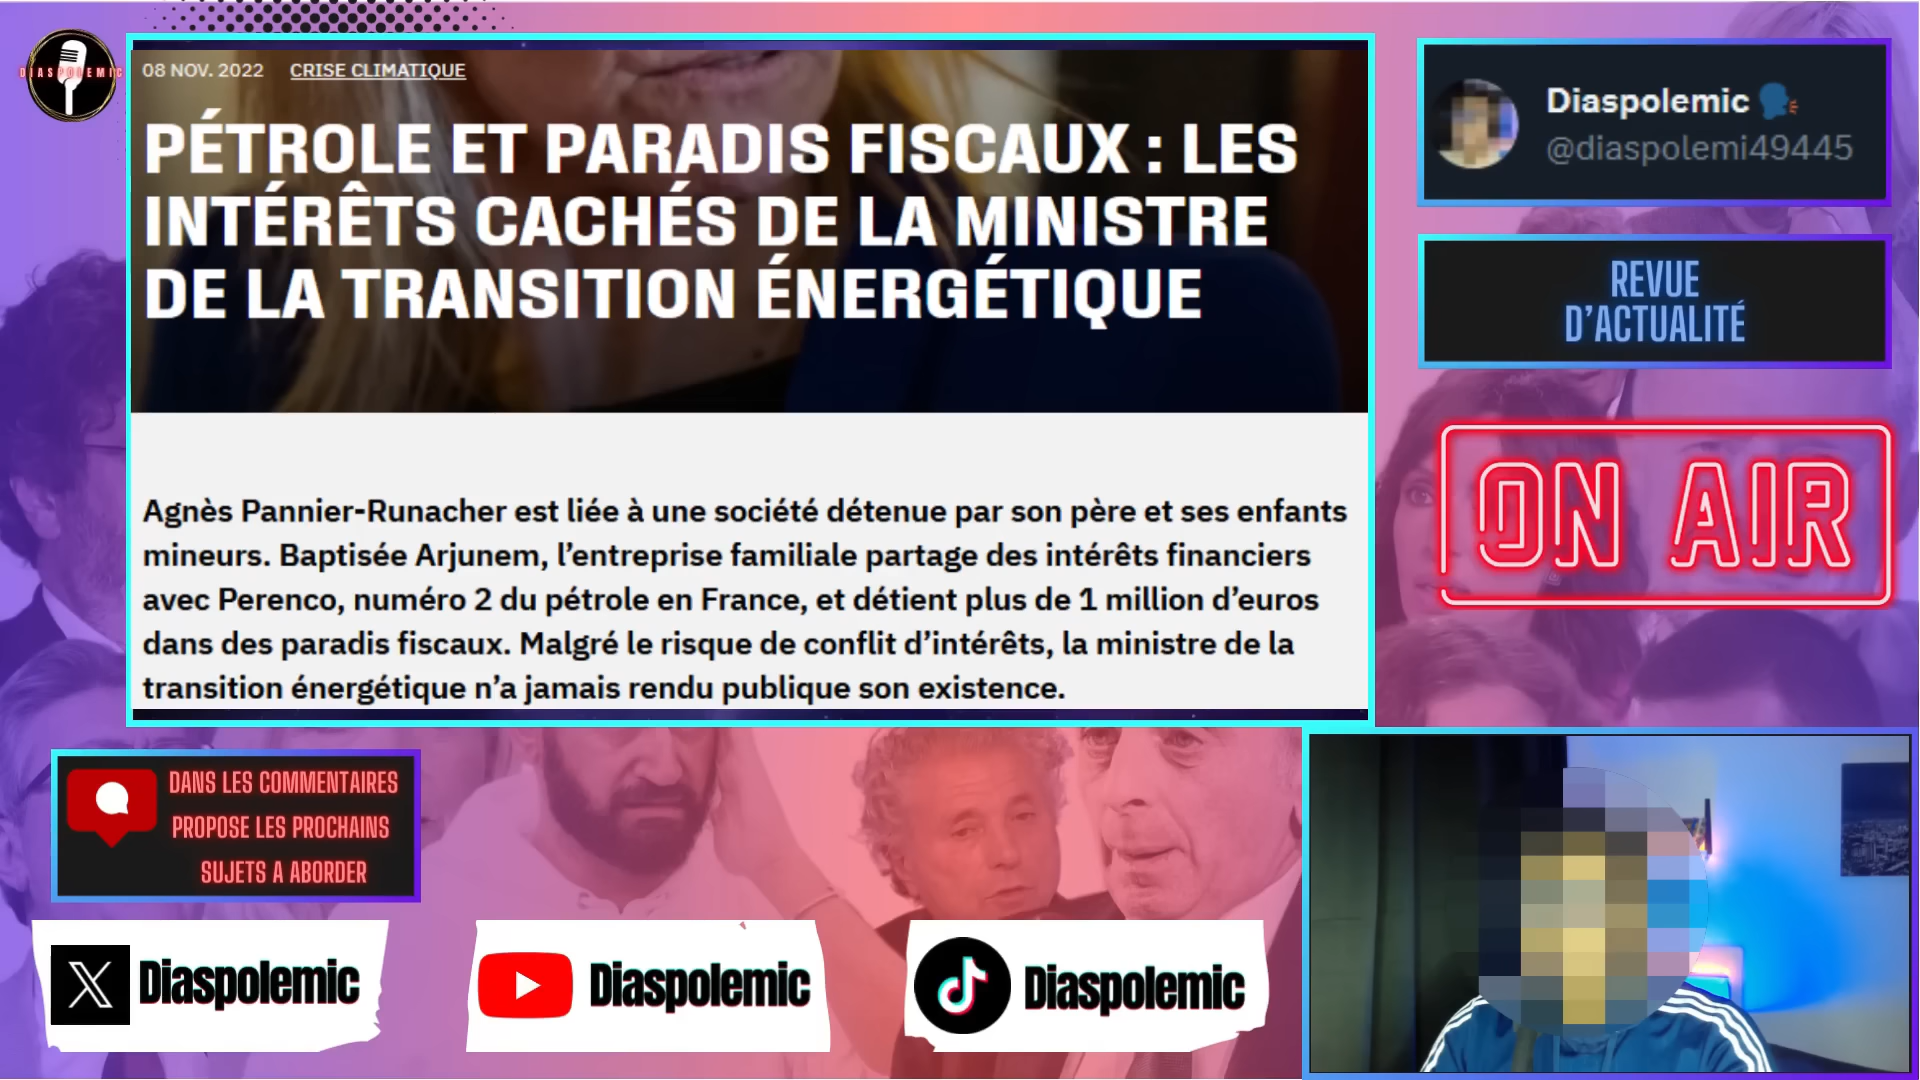 DIASPOLEMIC
08 NOV. 2022 CRISE CLIMATIQUE
PÉTROLE ET PARADIS FISCAUX : LES
INTÉRÊTS CACHÉS DE LA MINISTRE
DE LA TRANSITION ÉNERGÉTIQUE
Agnès Pannier-Runacher est liée à une société détenue par son père et ses enfants
mineurs. Baptisée Arjunem, l’entreprise familiale partage des intérêts financiers
avec Perenco, numéro 2 du pétrole en France, et détient plus de 1 million d’euros
dans des paradis fiscaux. Malgré le risque de conflit d’intérêts, la ministre de la
transition énergétique n’a jamais rendu publique son existence.
Diaspolemic
@diaspolemi49445
REVUE
D’ACTUALITÉ
ON AIR
DANS LES COMMENTAIRES
PROPOSE LES PROCHAINS
SUJETS A ABORDER
Diaspolemic
Diaspolemic
Diaspolemic